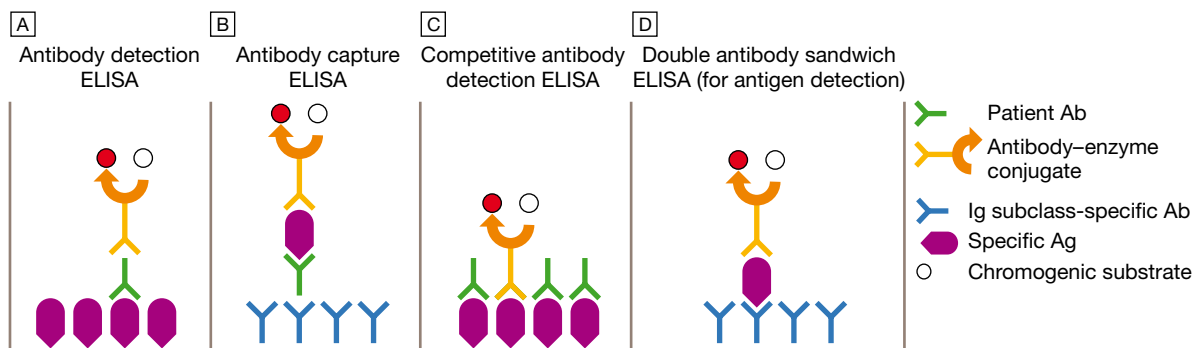 A
Antibody detection
ELISA
B
Antibody capture
ELISA
C
Competitive antibody
detection ELISA
D
Double antibody sandwich
ELISA (for antigen detection)
Patient Ab
Antibody–enzyme
conjugate
Ig subclass-specific Ab
Specific Ag
Chromogenic substrate